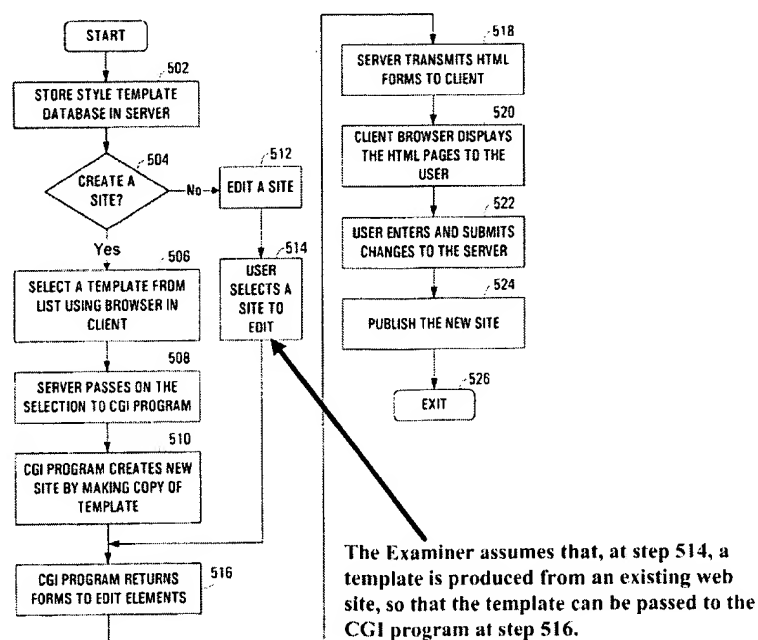 START
502
STORE STYLE TEMPLATE
DATABASE IN SERVER
504
CREATE A
SITE?
No
512
EDIT A SITE
Yes
506
SELECT A TEMPLATE FROM
LIST USING BROWSER IN
CLIENT
514
USER
SELECTS A
SITE TO
EDIT
508
SERVER PASSES ON THE
SELECTION TO CGI PROGRAM
510
CGI PROGRAM CREATES NEW
SITE BY MAKING COPY OF
TEMPLATE
516
CGI PROGRAM RETURNS
FORMS TO EDIT ELEMENTS
518
SERVER TRANSMITS HTML
FORMS TO CLIENT
520
CLIENT BROWSER DISPLAYS
THE HTML PAGES TO THE
USER
522
USER ENTERS AND SUBMITS
CHANGES TO THE SERVER
524
PUBLISH THE NEW SITE
526
EXIT
The Examiner assumes that, at step 514, a
template is produced from an existing web
site, so that the template can be passed to the
CGI program at step 516.